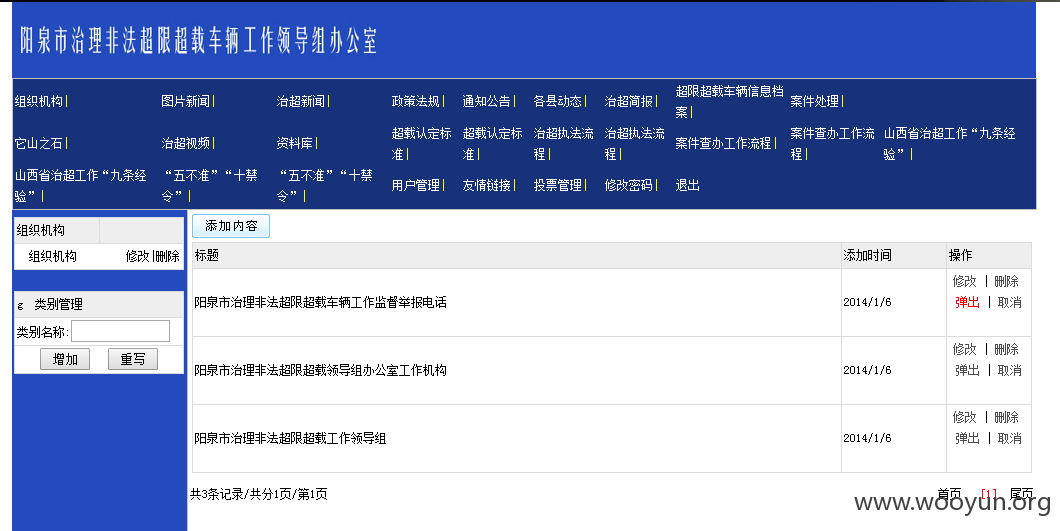 阳泉市治理非法超限超载车辆工作领导组办公室
组织机构| 图片新闻| 治超新闻| 政策法规| 通知公告| 各县动态| 治超简报| 超限超载车辆信息档案| 案件处理|
它山之石| 治超视频| 资料库| 超载认定标准| 超载认定标准| 治超执法流程| 治超执法流程| 案件查办工作流程| 案件查办工作流程| 山西省治超工作“九条经验”|
山西省治超工作“九条经验”| “五不准”“十禁令”| “五不准”“十禁令”| 用户管理| 友情链接| 投票管理| 修改密码| 退出
组织机构
组织机构 修改|删除
g 类别管理
类别名称:
增加 重写
添加内容
标题 添加时间 操作
阳泉市治理非法超限超载车辆工作监督举报电话 2014/1/6 修改 | 删除
弹出 | 取消
阳泉市治理非法超限超载领导组办公室工作机构 2014/1/6 修改 | 删除
弹出 | 取消
阳泉市治理非法超限超载工作领导组 2014/1/6 修改 | 删除
弹出 | 取消
共3条记录/共分1页/第1页 首页 [1] 尾页
www.wooyun.org